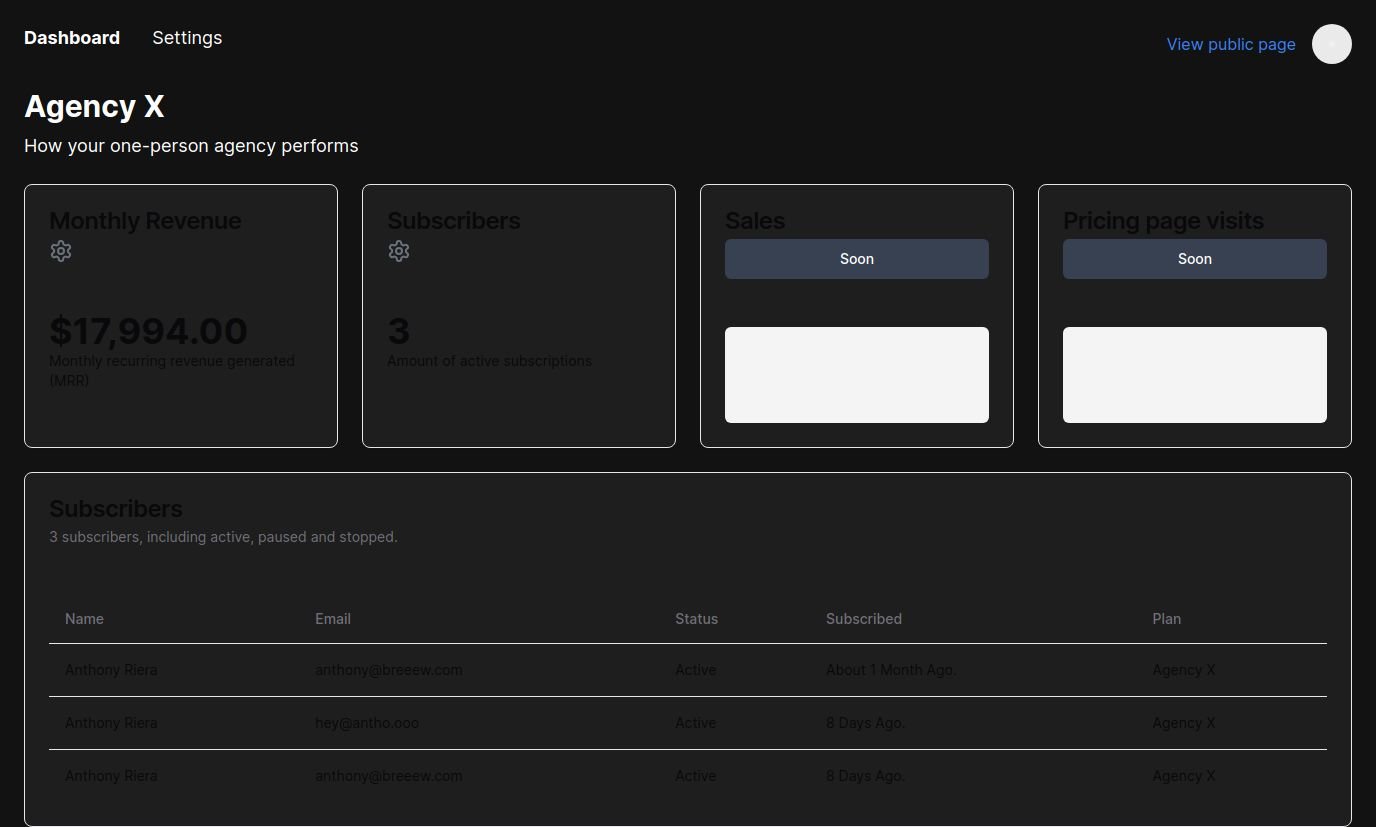 Dashboard Settings View public page
Agency X
How your one-person agency performs
Monthly Revenue
$17,994.00
Monthly recurring revenue generated
(MRR)
Subscribers
3
Amount of active subscriptions
Sales
Soon
Pricing page visits
Soon
Subscribers
3 subscribers, including active, paused and stopped.
Name Email Status Subscribed Plan
Anthony Riera anthony@breeew.com Active About 1 Month Ago. Agency X
Anthony Riera hey@antho.ooo Active 8 Days Ago. Agency X
Anthony Riera anthony@breeew.com Active 8 Days Ago. Agency X